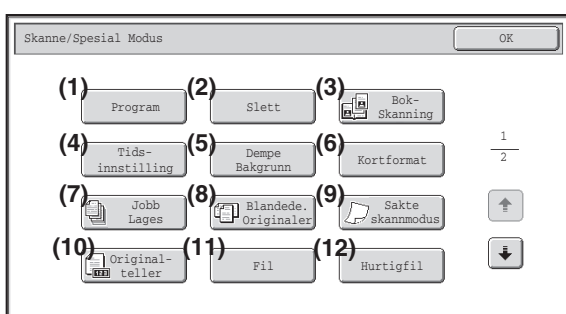 Skanne/Spesial Modus
OK
(1) Program
(2) Slett
(3) Bok-
Skanning
(4) Tids-
innstilling
(5) Dempe
Bakgrunn
(6) Kortformat
1
2
(7) Jobb
Lages
(8) Blandede.
Originaler
(9) Sakte
skannmodus
(10) Original-
teller
(11) Fil
(12) Hurtigfil